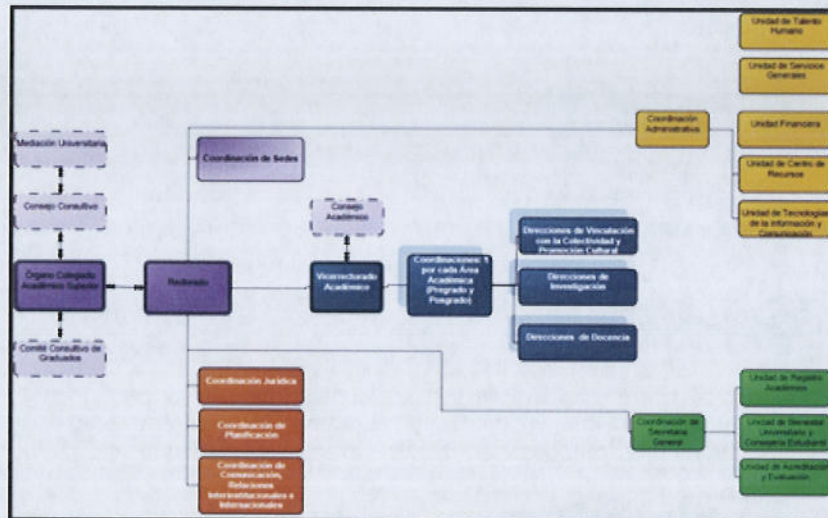 Unidad de Talento
Humano
Unidad de Servicios
Generales
Coordinación
Administrativa
Unidad Financiera
Unidad de Centro de
Recursos
Unidad de Tecnologías
de la Información y
Comunicación
Coordinación de Sedes
Mediación Universitaria
Consejo Consultivo
Órgano Colegiado
Académico Superior
Comité Consultivo de
Graduados
Rectorado
Consejo
Académico
Vicerrectorado
Académico
Coordinaciones: 1
por cada Área
Académica
(Pregrado y
Posgrado)
Direcciones de Vinculación
con la Colectividad y
Promoción Cultural
Direcciones de
Investigación
Direcciones de Docencia
Coordinación Jurídica
Coordinación de
Planificación
Coordinación de
Comunicación,
Relaciones
Interinstitucionales e
Internacionales
Coordinación de
Secretaría
General
Unidad de Registro
Académico
Unidad de Bienestar
Universitario y
Consejería Estudiantil
Unidad de Acreditación
y Evaluación